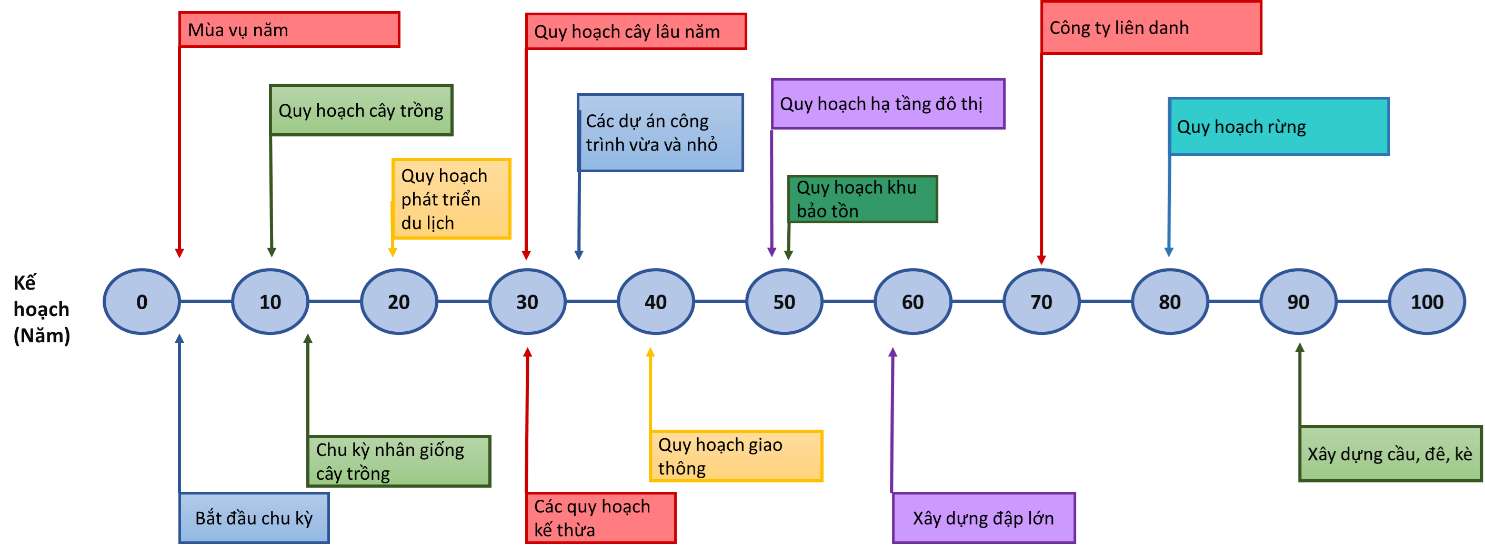 Mùa vụ năm
Quy hoạch cây lâu năm
Công ty liên danh
Quy hoạch cây trồng
Các dự án công
trình vừa và nhỏ
Quy hoạch hạ tầng đô thị
Quy hoạch rừng
Quy hoạch
phát triển
du lịch
Quy hoạch khu
bảo tồn
Kế
hoạch
(Năm)
0
10
20
30
40
50
60
70
80
90
100
Chu kỳ nhân giống
cây trồng
Quy hoạch giao
thông
Xây dựng cầu, đê, kè
Bắt đầu chu kỳ
Các quy hoạch
kế thừa
Xây dựng đập lớn